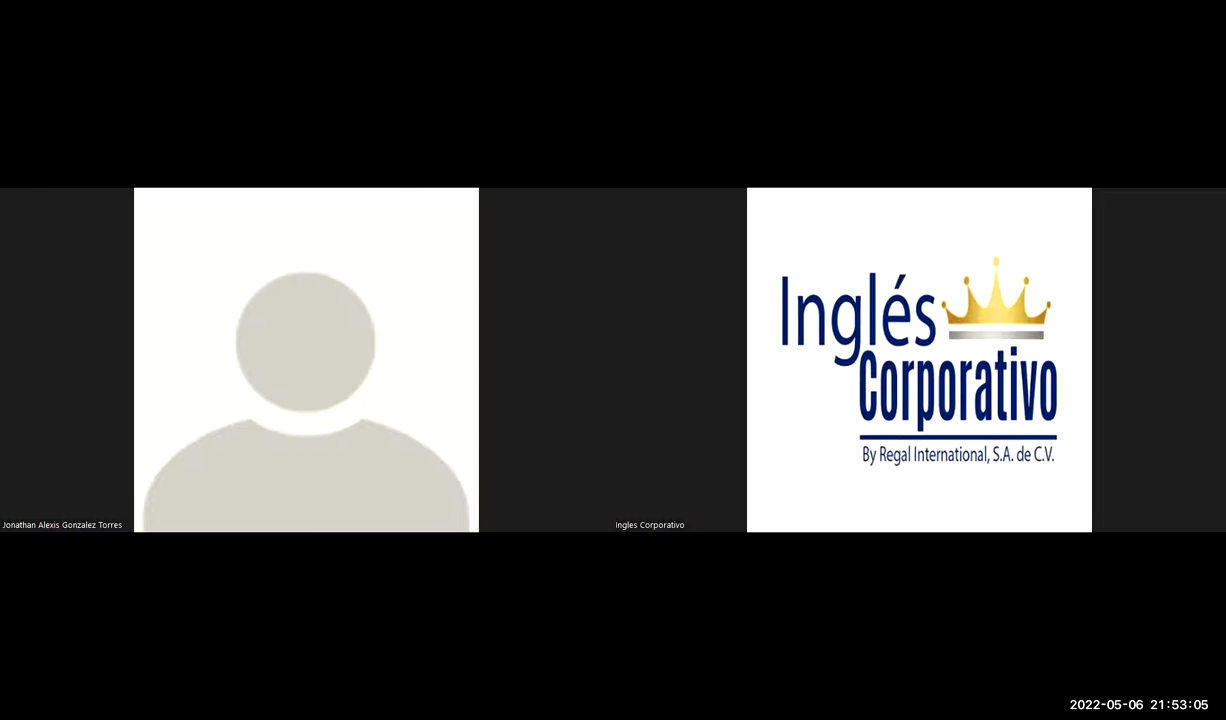 Inglés
Corporativo
By Regal International, S.A. de C.V.
Jonathan Alexis Gonzalez Torres
Ingles Corporativo
2022-05-06 21:53:05